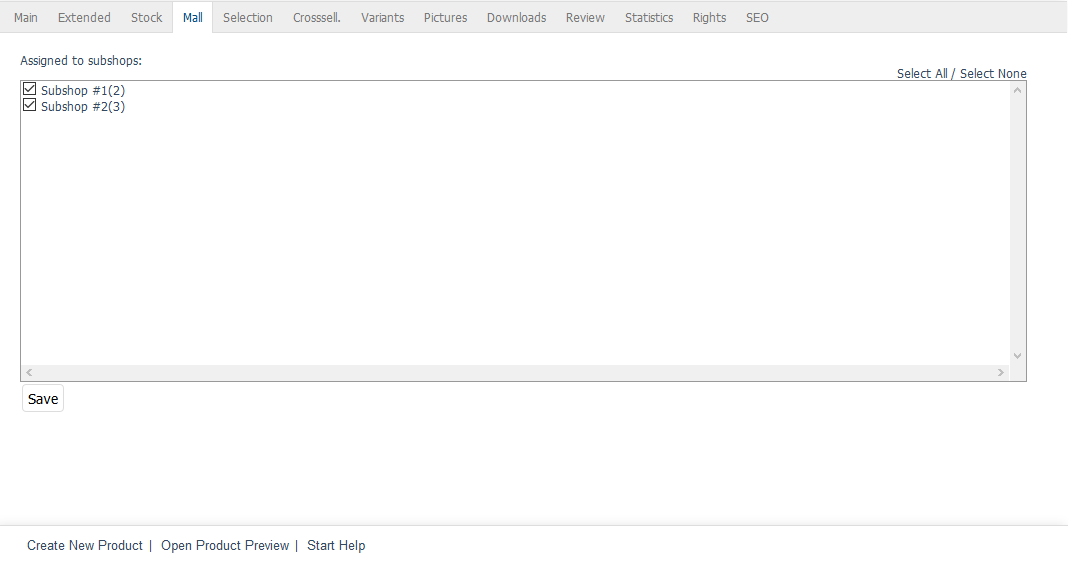 Main Extended Stock Mall Selection Crosssell. Variants Pictures Downloads Review Statistics Rights SEO
Assigned to subshops:
Select All / Select None
Subshop #1(2)
Subshop #2(3)
Save
Create New Product | Open Product Preview | Start Help